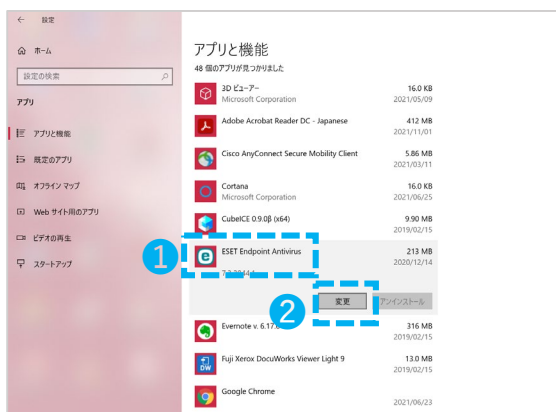 ← 設定
ホーム
設定の検索
アプリ
アプリと機能
既定のアプリ
オフライン マップ
Web サイト用のアプリ
ビデオの再生
スタートアップ
アプリと機能
48 個のアプリが見つかりました
3D ビューアー 16.0 KB
Microsoft Corporation 2021/05/09
Adobe Acrobat Reader DC - Japanese 412 MB
2021/11/01
Cisco AnyConnect Secure Mobility Client 5.86 MB
2021/03/11
Cortana 16.0 KB
Microsoft Corporation 2021/06/25
CubeICE 0.9.0β (x64) 9.90 MB
2019/02/15
1
ESET Endpoint Antivirus 213 MB
2020/12/14
2
変更 アンインストール
Evernote v. 6.17. 316 MB
2019/02/15
Fuji Xerox DocuWorks Viewer Light 9 13.0 MB
2019/02/15
Google Chrome
2021/06/23